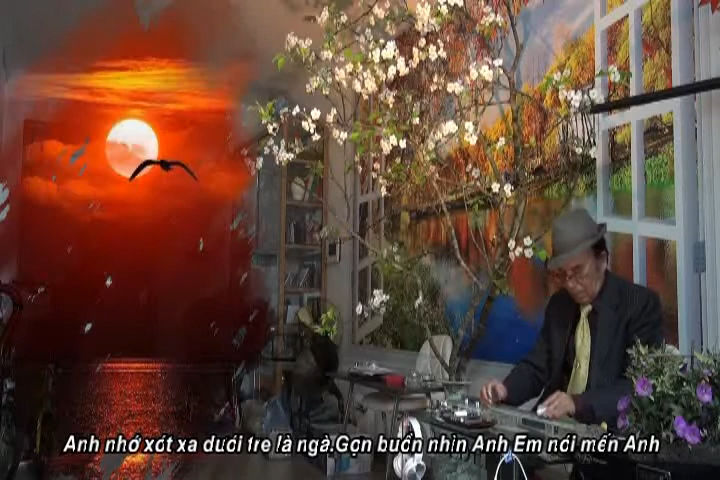 Anh nhớ xót xa dưới tre là ngà.Gợn buồn nhìn Anh Em nói mến Anh